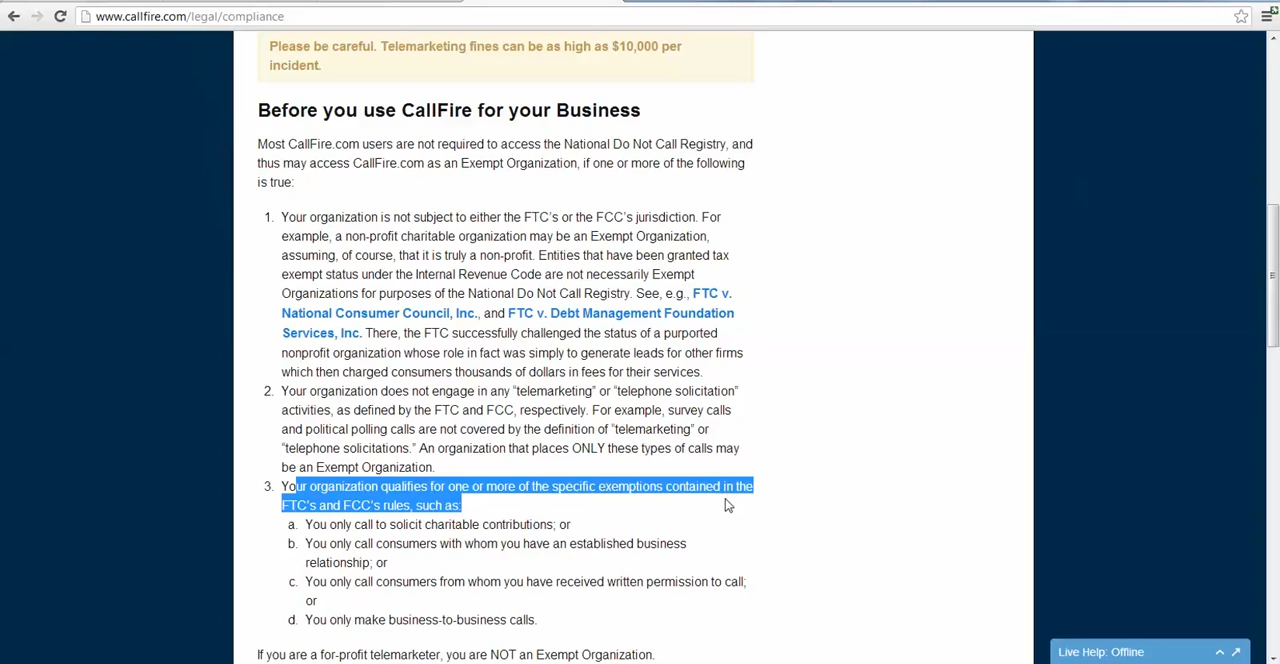 www.callfire.com/legal/compliance
Please be careful. Telemarketing fines can be as high as $10,000 per
incident.
Before you use CallFire for your Business
Most CallFire.com users are not required to access the National Do Not Call Registry, and
thus may access CallFire.com as an Exempt Organization, if one or more of the following
is true:
1. Your organization is not subject to either the FTC's or the FCC's jurisdiction. For
example, a non-profit charitable organization may be an Exempt Organization,
assuming, of course, that it is truly a non-profit. Entities that have been granted tax
exempt status under the Internal Revenue Code are not necessarily Exempt
Organizations for purposes of the National Do Not Call Registry. See, e.g., FTC v.
National Consumer Council, Inc., and FTC v. Debt Management Foundation
Services, Inc. There, the FTC successfully challenged the status of a purported
nonprofit organization whose role in fact was simply to generate leads for other firms
which then charged consumers thousands of dollars in fees for their services.
2. Your organization does not engage in any “telemarketing” or “telephone solicitation”
activities, as defined by the FTC and FCC, respectively. For example, survey calls
and political polling calls are not covered by the definition of “telemarketing” or
“telephone solicitations.” An organization that places ONLY these types of calls may
be an Exempt Organization.
3. Your organization qualifies for one or more of the specific exemptions contained in the
FTC's and FCC's rules, such as:
a. You only call to solicit charitable contributions; or
b. You only call consumers with whom you have an established business
relationship; or
c. You only call consumers from whom you have received written permission to call;
or
d. You only make business-to-business calls.
If you are a for-profit telemarketer, you are NOT an Exempt Organization.
Live Help: Offline